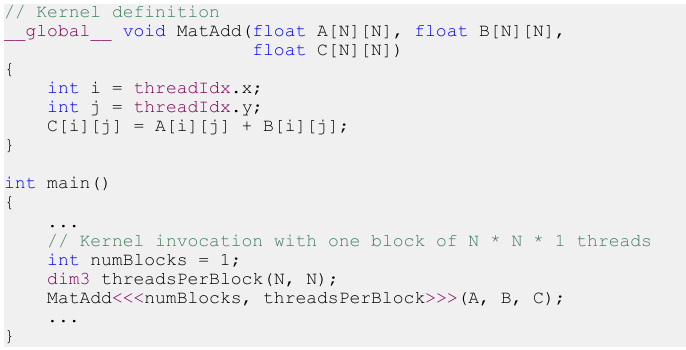 // Kernel definition
__global__ void MatAdd(float A[N][N], float B[N][N],
                       float C[N][N])
{
    int i = threadIdx.x;
    int j = threadIdx.y;
    C[i][j] = A[i][j] + B[i][j];
}

int main()
{
    ...
    // Kernel invocation with one block of N * N * 1 threads
    int numBlocks = 1;
    dim3 threadsPerBlock(N, N);
    MatAdd<<<numBlocks, threadsPerBlock>>>(A, B, C);
    ...
}